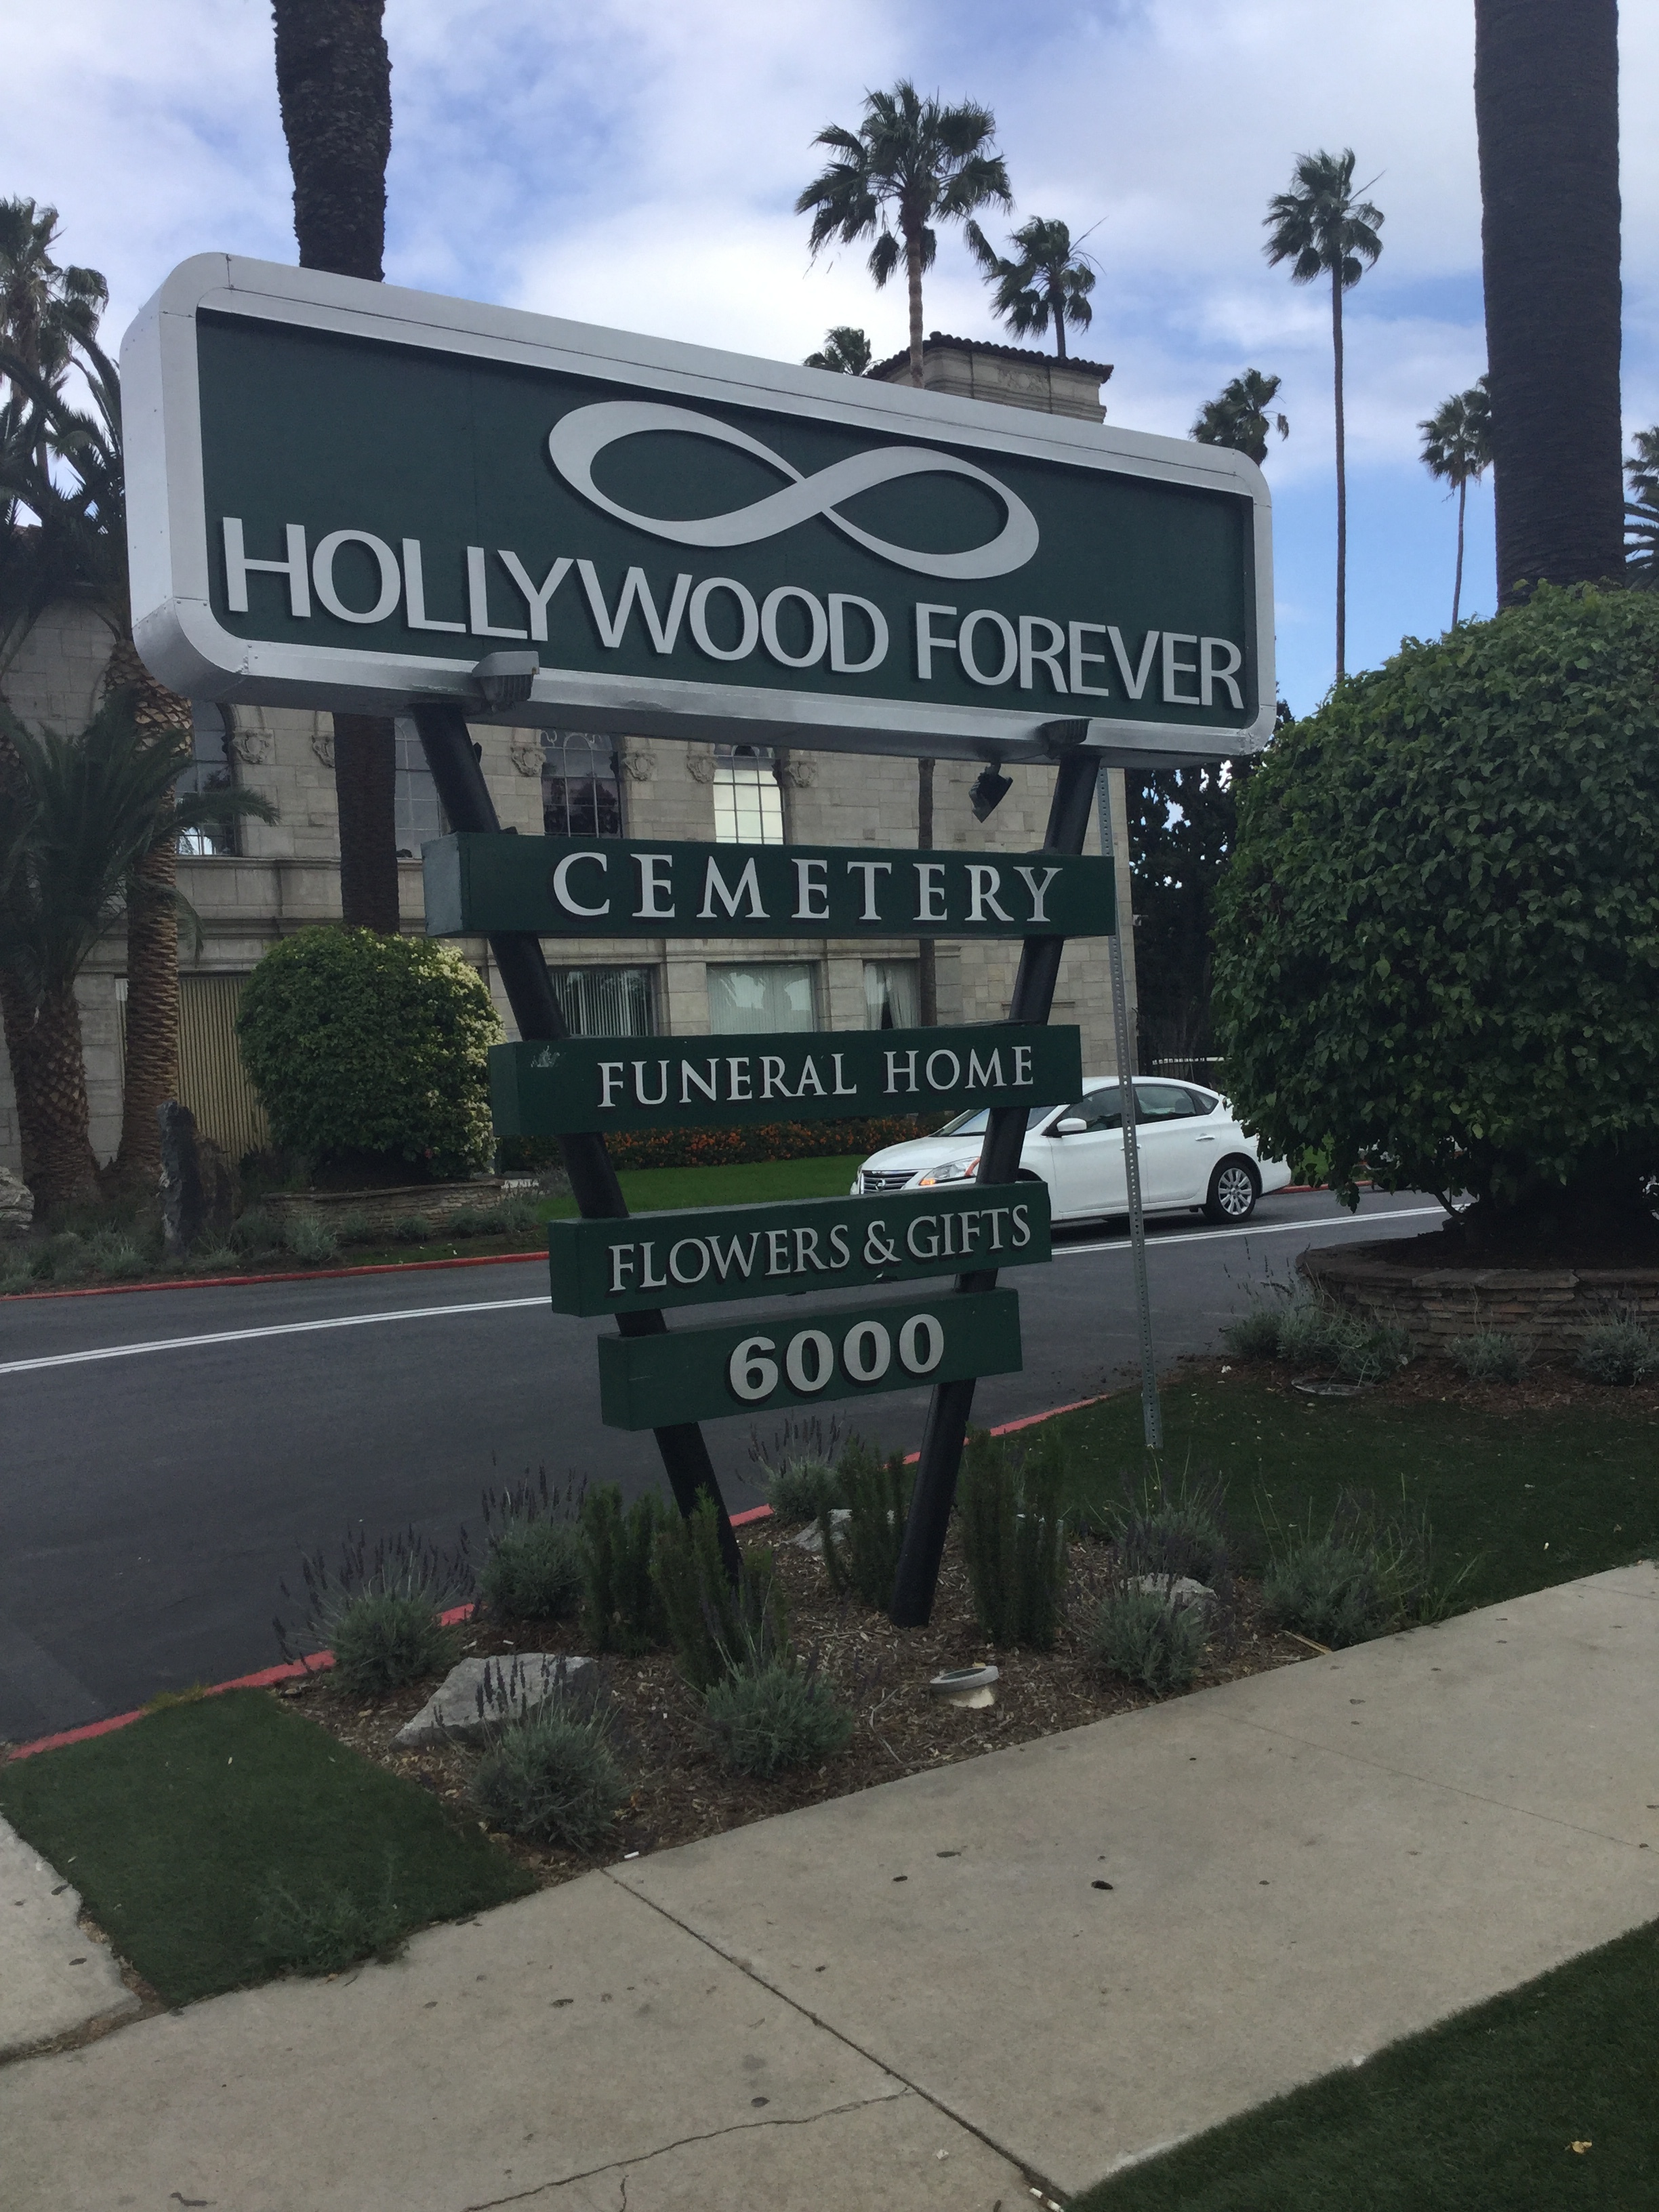 HOLLYWOOD FOREVER
CEMETERY
FUNERAL HOME
FLOWERS & GIFTS
6000